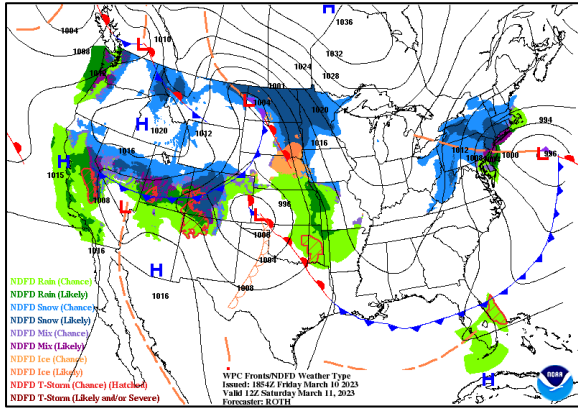 H
1036
1004
1010
L
1008
1032
1024
1028
1016
1001
L
1004
1020
H
1020
1012
994
1016
1016
1012
1008
1000
L
996
H
1015
1008
L
996
L
1008
1016
1004
H
1016
1008
NDFD Rain (Chance)
NDFD Rain (Likely)
NDFD Snow (Chance)
NDFD Snow (Likely)
NDFD Mix (Chance)
NDFD Mix (Likely)
NDFD Ice (Chance)
NDFD Ice (Likely)
NDFD T-Storm (Chance) (Hatched)
NDFD T-Storm (Likely and/or Severe)
WPC Fronts/NDFD Weather Type
Issued: 1854Z Friday March 10 2023
Valid 12Z Saturday March 11, 2023
Forecaster: ROTH
H
NOAA